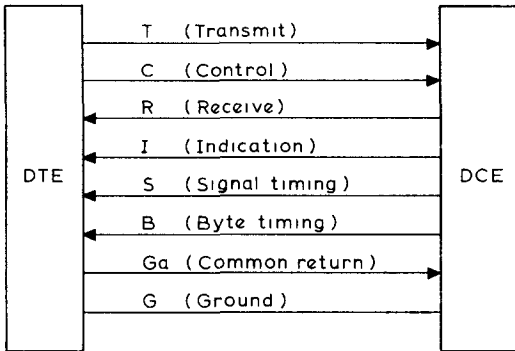 T (Transmit)
C (Control)
R (Receive)
I (Indication)
DTE
S (Signal timing)
DCE
B (Byte timing)
Ga (Common return)
G (Ground)